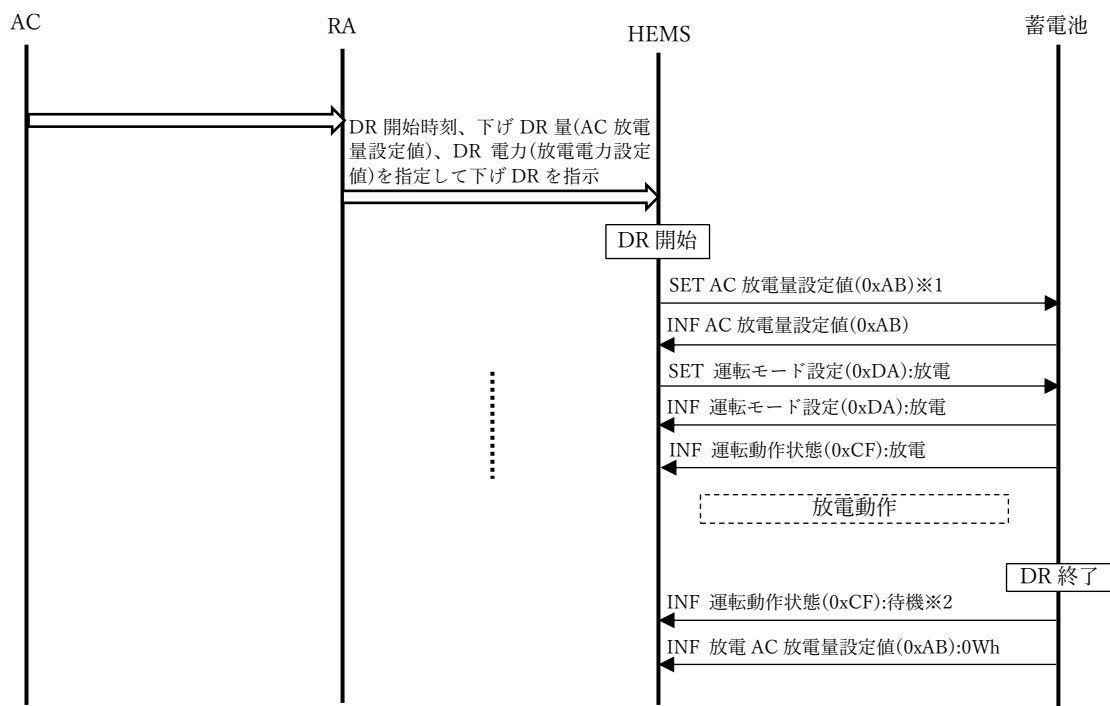 AC
RA
HEMS
蓄電池
DR 開始時刻、下げ DR 量(AC 放電
量設定値)、DR 電力(放電電力設定
値)を指定して下げ DR を指示
DR 開始
SET AC 放電量設定値(0xAB)※1
INF AC 放電量設定値(0xAB)
SET 運転モード設定(0xDA):放電
INF 運転モード設定(0xDA):放電
INF 運転動作状態(0xCF):放電
放電動作
DR 終了
INF 運転動作状態(0xCF):待機※2
INF 放電 AC 放電量設定値(0xAB):0Wh